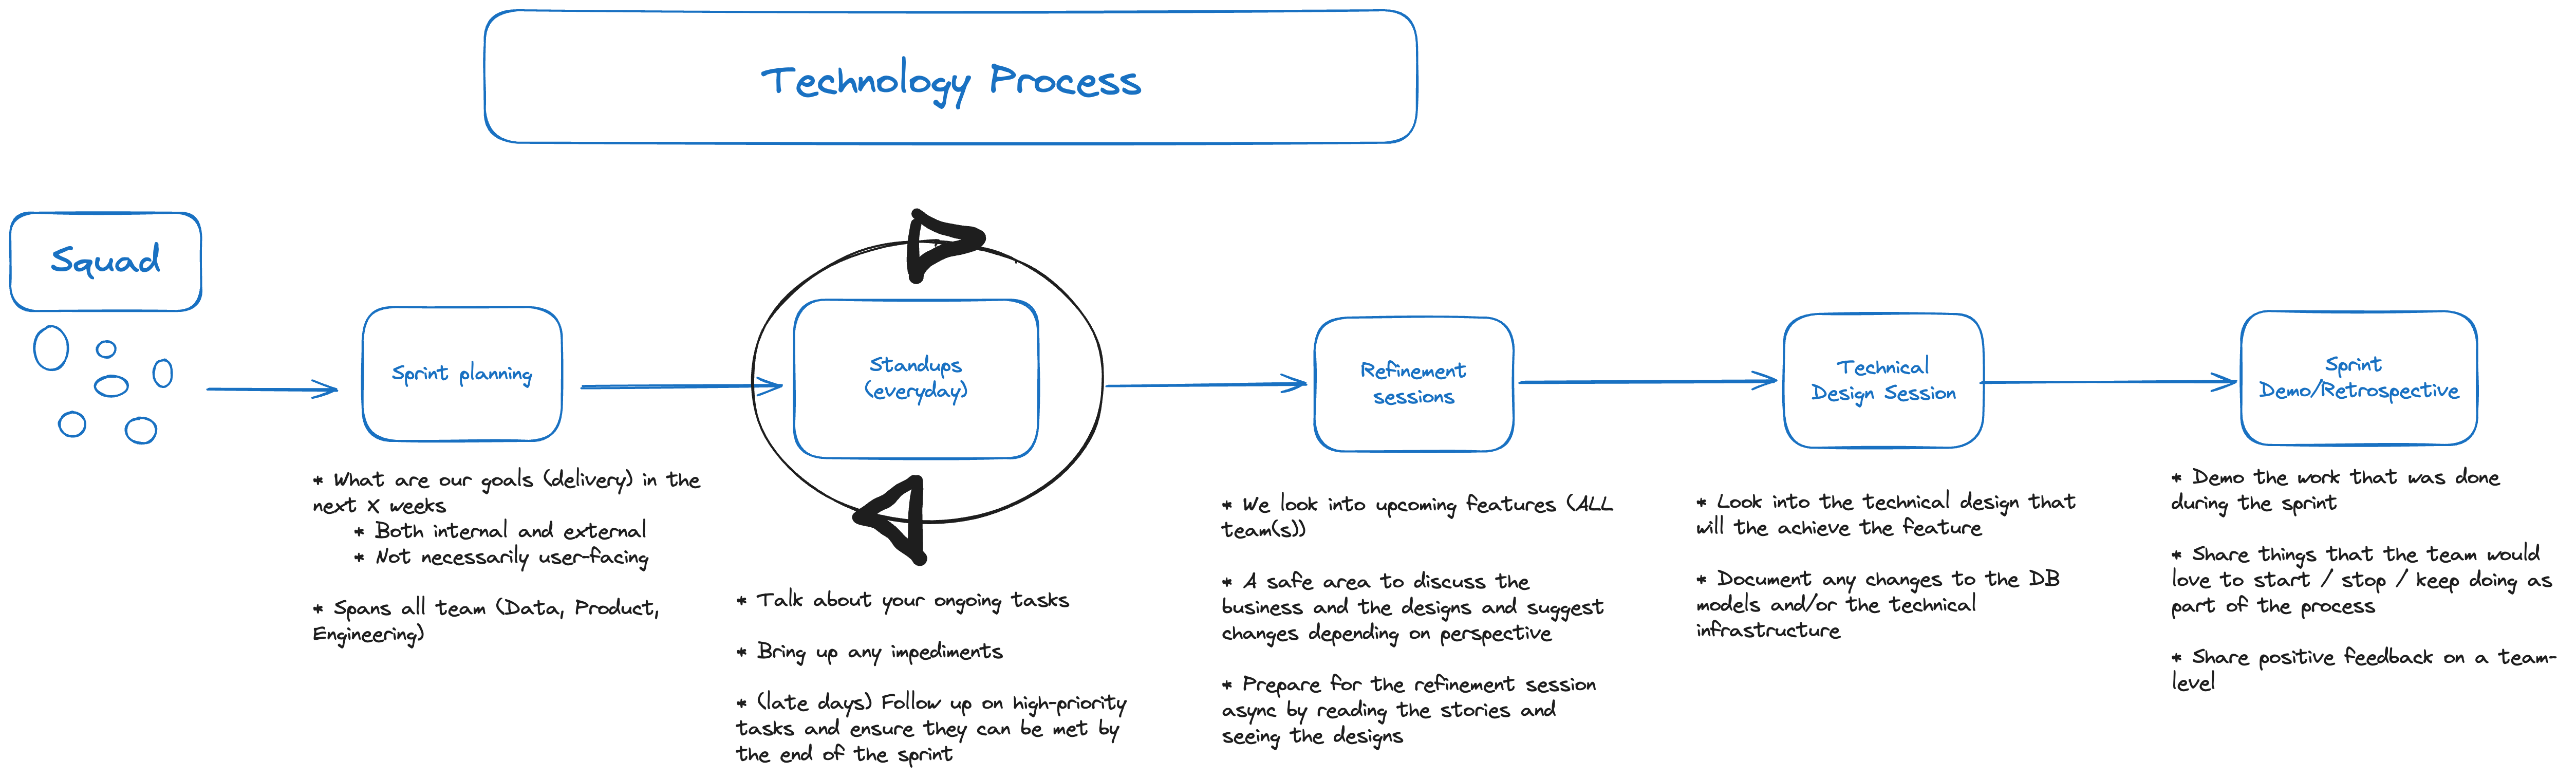 Technology Process
Squad
Sprint planning
* What are our goals (delivery) in the
next X weeks
* Both internal and external
* Not necessarily user-facing
* Spans all team (Data, Product,
Engineering)
Standups
(everyday)
* Talk about your ongoing tasks
* Bring up any impediments
* (late days) Follow up on high-priority
tasks and ensure they can be met by
the end of the sprint
Refinement
sessions
* We look into upcoming features (ALL
team(s))
* A safe area to discuss the
business and the designs and suggest
changes depending on perspective
* Prepare for the refinement session
async by reading the stories and
seeing the designs
Technical
Design Session
* Look into the technical design that
will the achieve the feature
* Document any changes to the DB
models and/or the technical
infrastructure
Sprint
Demo/Retrospective
* Demo the work that was done
during the sprint
* Share things that the team would
love to start / stop / keep doing as
part of the process
* Share positive feedback on a team-
level